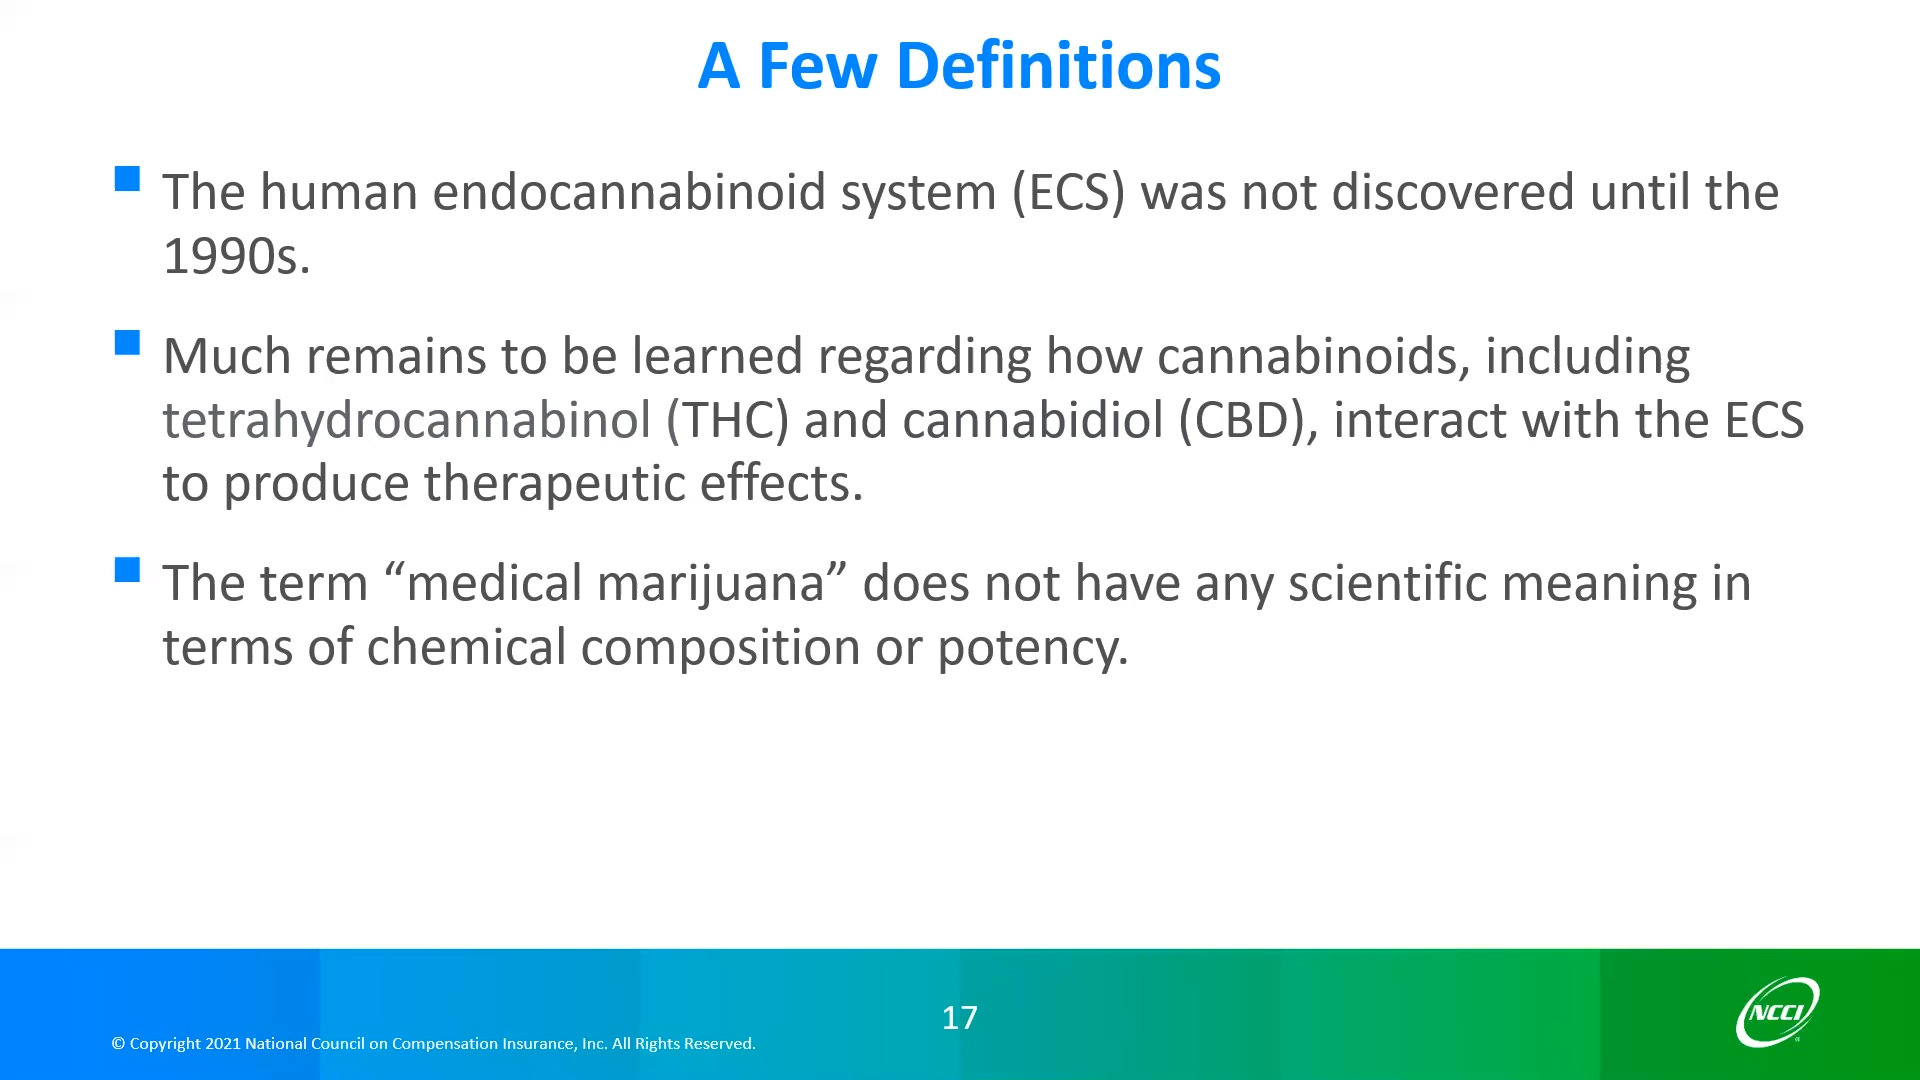 A Few Definitions
The human endocannabinoid system (ECS) was not discovered until the
1990s.
Much remains to be learned regarding how cannabinoids, including
tetrahydrocannabinol (THC) and cannabidiol (CBD), interact with the ECS
to produce therapeutic effects.
The term “medical marijuana” does not have any scientific meaning in
terms of chemical composition or potency.
17
NCCI
© Copyright 2021 National Council on Compensation Insurance, Inc. All Rights Reserved.